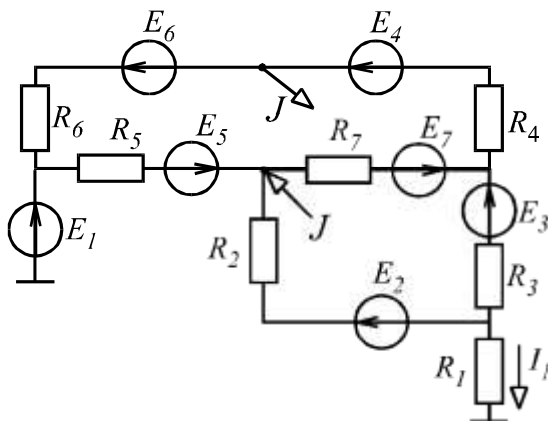 E6 E4
J
R6 R5 E5 R7 E7 R4
E1 J E3
R2 E2 R3
R1 I1